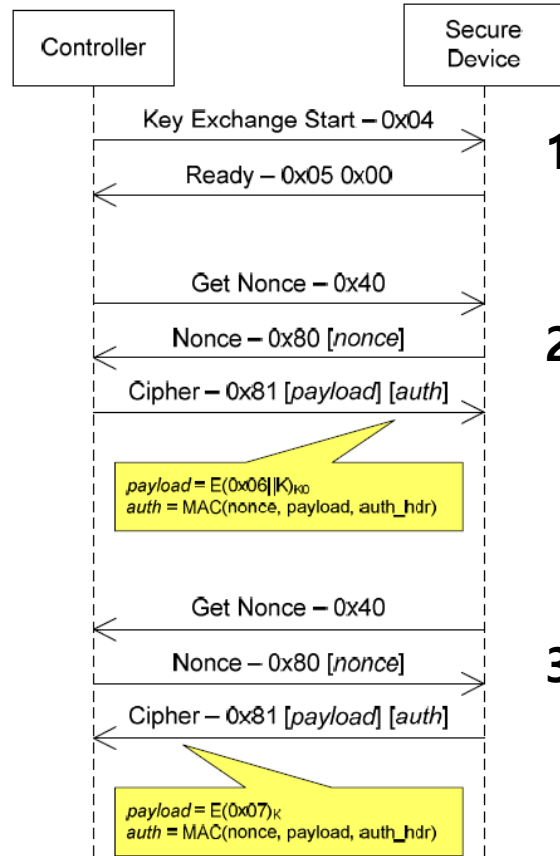 Controller
Secure
Device
Key Exchange Start – 0x04
1
Ready – 0x05 0x00
Get Nonce – 0x40
Nonce – 0x80 [nonce]
2
Cipher – 0x81 [payload] [auth]
payload = E(0x06||K)K0
auth = MAC(nonce, payload, auth_hdr)
Get Nonce – 0x40
Nonce – 0x80 [nonce]
3
Cipher – 0x81 [payload] [auth]
payload = E(0x07)K
auth = MAC(nonce, payload, auth_hdr)